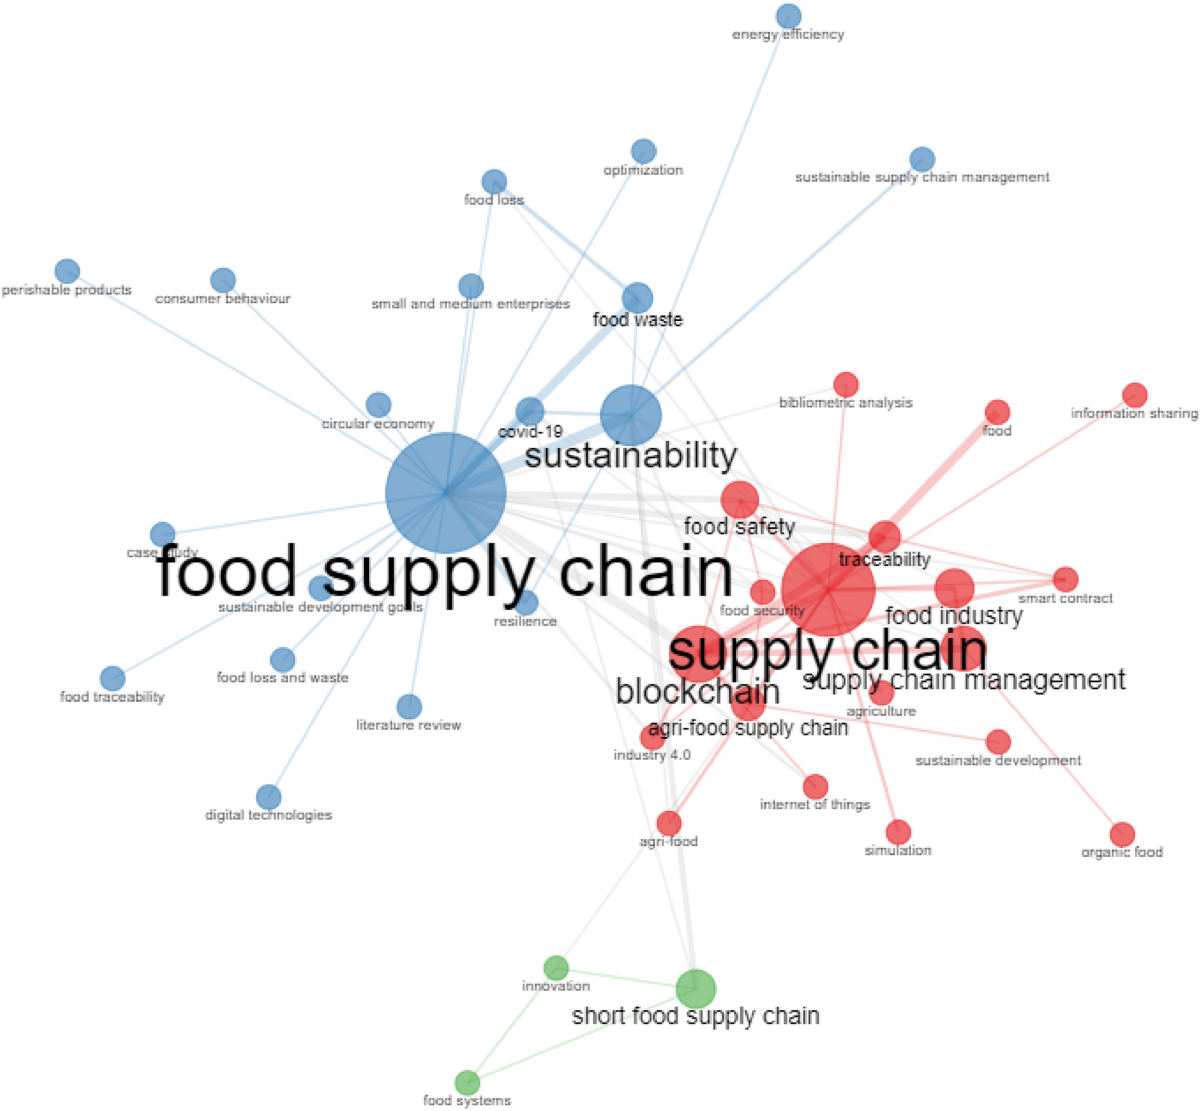 energy efficiency
optimization
sustainable supply chain management
food loss
perishable products
consumer behaviour
small and medium enterprises
food waste
bibliometric analysis
information sharing
circular economy
covid-19
food
sustainability
food safety
case study
traceability
food supply chain
smart contract
sustainable development goals
food security
food industry
resilience
supply chain
food loss and waste
supply chain management
blockchain
food traceability
agriculture
literature review
agri-food supply chain
industry 4.0
sustainable development
internet of things
digital technologies
agri-food
simulation
organic food
innovation
short food supply chain
food systems